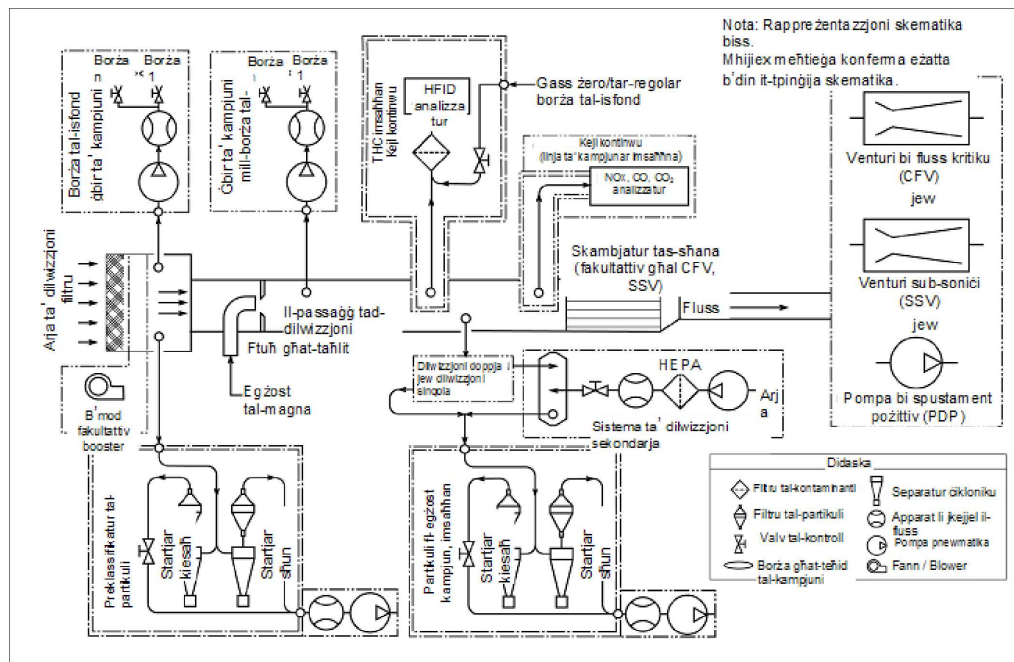 Nota: Rappreżentazzjoni skematika
biss.
Mhijiex meħtieġa konferma eżatta
b'din it-tpinġija skematika.
Borża
Borża
n
1
Borża
Borża
1
Borża tal-isfond
ġbir ta' kampjuni
Ġbir ta' kampjuni
mill-borża tal-
THC imsaħħan
Kejl kontinwu
HFID
analizza
tur
Gass żero/tar-regolar
borża tal-isfond
Kejl kontinwu
(linja ta' kampjunar imsaħħna)
NOx, CO, CO₂
analizzatur
Venturi bi fluss kritiku
(CFV)
jew
Venturi sub-soniċi
(SSV)
jew
Pompa bi spustament
pożittiv (PDP)
Arja ta' dilwizzjoni
filtru
Skambjatur tas-sħana
(fakultattiv għal CFV,
SSV)
Fluss
Il-passaġġ tad-
dilwizzjoni
Ftuħ għat-taħlit
Egżost
tal-magna
B'mod
fakultattiv
booster
Dilwizzjoni doppja
jew dilwizzjoni
singola
HEPA
Arj
a
Sistema ta' dilwizzjoni
sekondarja
Preklassifikatur tal-
partikuli
Startjar
kiesaħ
Startjar
sħun
Partikuli fl-egżost
kampjun, imsaħħan
Startjar
kiesaħ
Startjar
sħun
Didaska
Filtru tal-kontaminanti
Filtru tal-partikuli
Valv tal-kontroll
Borża għat-teħid
tal-kampjuni
Separatur ċikloniku
Apparat li jkejjel il-
fluss
Pompa pnewmatika
Fann / Blower